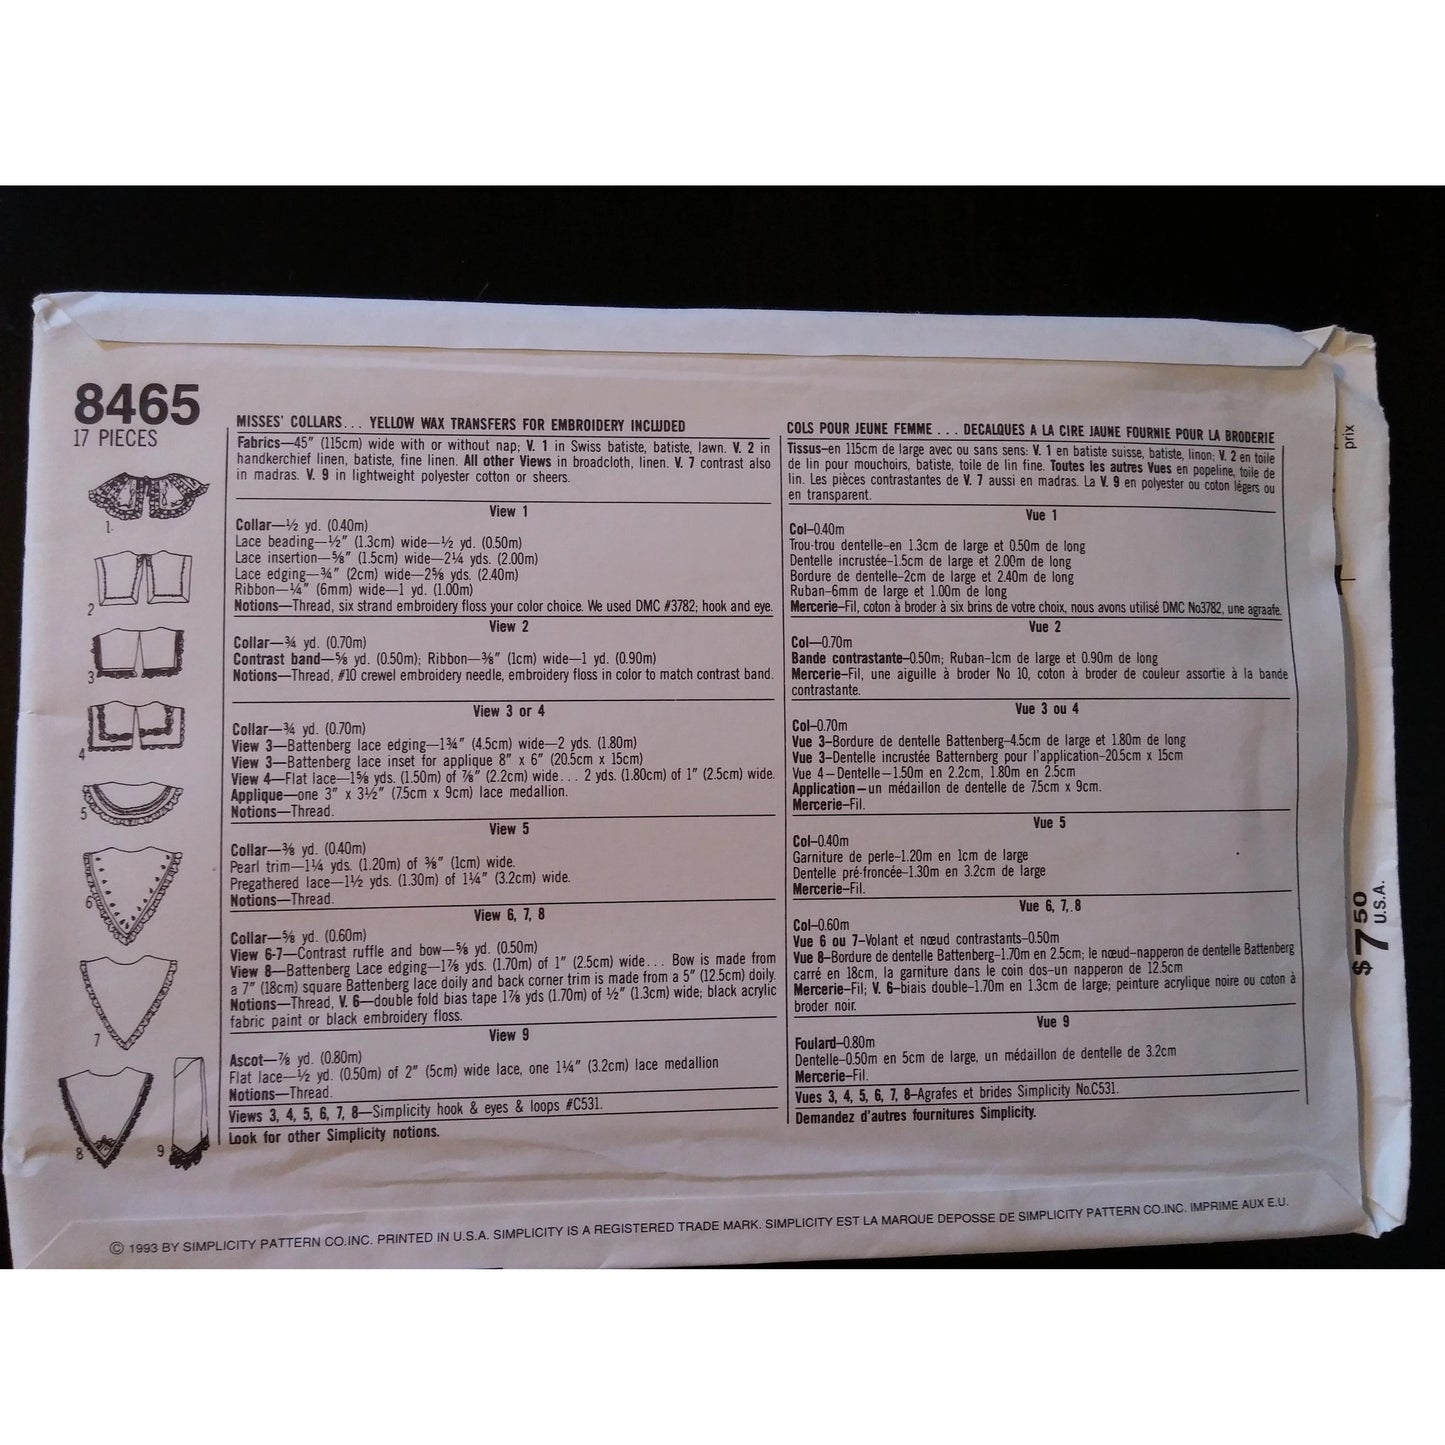 8465
17 PIECES
1
2
3
4
5
6
7
8
9
MISSES' COLLARS... YELLOW WAX TRANSFERS FOR EMBROIDERY INCLUDED
Fabrics—45" (115cm) wide with or without nap; V. 1 in Swiss batiste, batiste, lawn. V. 2 in
handkerchief linen, batiste, fine linen. All other Views in broadcloth, linen. V. 7 contrast also
in madras. V. 9 in lightweight polyester cotton or sheers.
View 1
Collar—½ yd. (0.40m)
Lace beading—½" (1.3cm) wide—½ yd. (0.50m)
Lace insertion—⅝" (1.5cm) wide—2¼ yds. (2.00m)
Lace edging—¾" (2cm) wide—2⅝ yds. (2.40m)
Ribbon—¼" (6mm) wide—1 yd. (1.00m)
Notions—Thread, six strand embroidery floss your color choice. We used DMC #3782; hook and eye.
View 2
Collar—¾ yd. (0.70m)
Contrast band—⅝ yd. (0.50m); Ribbon—⅜" (1cm) wide—1 yd. (0.90m)
Notions—Thread, #10 crewel embroidery needle, embroidery floss in color to match contrast band.
View 3 or 4
Collar—¾ yd. (0.70m)
View 3—Battenberg lace edging—1¾" (4.5cm) wide—2 yds. (1.80m)
View 3—Battenberg lace inset for applique 8" x 6" (20.5cm x 15cm)
View 4—Flat lace—1⅝ yds. (1.50m) of ⅞" (2.2cm) wide... 2 yds. (1.80cm) of 1" (2.5cm) wide.
Applique—one 3" x 3½" (7.5cm x 9cm) lace medallion.
Notions—Thread.
View 5
Collar—⅜ yd. (0.40m)
Pearl trim—1¼ yds. (1.20m) of ⅜" (1cm) wide.
Pregathered lace—1½ yds. (1.30m) of 1¼" (3.2cm) wide.
Notions—Thread.
View 6, 7, 8
Collar—⅝ yd. (0.60m)
View 6-7—Contrast ruffle and bow—⅝ yd. (0.50m)
View 8—Battenberg Lace edging—1⅞ yds. (1.70m) of 1" (2.5cm) wide... Bow is made from
a 7" (18cm) square Battenberg lace doily and back corner trim is made from a 5" (12.5cm) doily.
Notions—Thread, V. 6—double fold bias tape 1⅞ yds (1.70m) of ½" (1.3cm) wide; black acrylic
fabric paint or black embroidery floss.
View 9
Ascot—⅞ yd. (0.80m)
Flat lace—½ yd. (0.50m) of 2" (5cm) wide lace, one 1¼" (3.2cm) lace medallion
Notions—Thread.
Views 3, 4, 5, 6, 7, 8—Simplicity hook & eyes & loops #C531.
Look for other Simplicity notions.
COLS POUR JEUNE FEMME ... DECALQUES A LA CIRE JAUNE FOURNIE POUR LA BRODERIE
Tissus—en 115cm de large avec ou sans sens: V. 1 en batiste suisse, batiste, linon; V. 2 en toile
de lin pour mouchoirs, batiste, toile de lin fine. Toutes les autres Vues en popeline, toile de
lin. Les pièces contrastantes de V. 7 aussi en madras. La V. 9 en polyester ou coton légers ou
en transparent.
Vue 1
Col–0.40m
Trou-trou dentelle–en 1.3cm de large et 0.50m de long
Dentelle incrustée–1.5cm de large et 2.00m de long
Bordure de dentelle–2cm de large et 2.40m de long
Ruban–6mm de large et 1.00m de long
Mercerie–Fil, coton à broder à six brins de votre choix, nous avons utilisé DMC No3782, une agrafe.
Vue 2
Col–0.70m
Bande contrastante–0.50m; Ruban–1cm de large et 0.90m de long
Mercerie–Fil, une aiguille à broder No 10, coton à broder de couleur assortie à la bande
contrastante.
Vue 3 ou 4
Col–0.70m
Vue 3–Bordure de dentelle Battenberg–4.5cm de large et 1.80m de long
Vue 3–Dentelle incrustée Batternberg pour l'application–20.5cm x 15cm
Vue 4–Dentelle–1.50m en 2.2cm, 1.80m en 2.5cm
Application—un médaillon de dentelle de 7.5cm x 9cm.
Mercerie–Fil.
Vue 5
Col–0.40m
Garniture de perle–1.20m en 1cm de large
Dentelle pré-froncée–1.30m en 3.2cm de large
Mercerie–Fil.
Vue 6, 7, 8
Col–0.60m
Vue 6 ou 7–Volant et nœud contrastants–0.50m
Vue 8–Bordure de dentelle Battenberg–1.70m en 2.5cm; le nœud–napperon de dentelle Battenberg
carré en 18cm, la garniture dans le coin dos–un napperon de 12.5cm
Mercerie–Fil; V. 6–biais double–1.70m en 1.3cm de large; peinture acrylique noire ou coton à
broder noir.
Vue 9
Foulard–0.80m
Dentelle–0.50m en 5cm de large, un médaillon de dentelle de 3.2cm
Mercerie–Fil.
Vues 3, 4, 5, 6, 7, 8–Agrafes et brides Simplicity No.C531.
Demandez d'autres fournitures Simplicity.
prix
$7.50
U.S.A.
© 1993 BY SIMPLICITY PATTERN CO.INC. PRINTED IN U.S.A. SIMPLICITY IS A REGISTERED TRADE MARK. SIMPLICITY EST LA MARQUE DEPOSSE DE SIMPLICITY PATTERN CO.INC. IMPRIME AUX E.U.